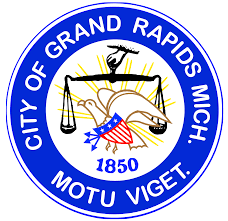 CITY OF GRAND RAPIDS MICH.
1850
MOTU VIGET.